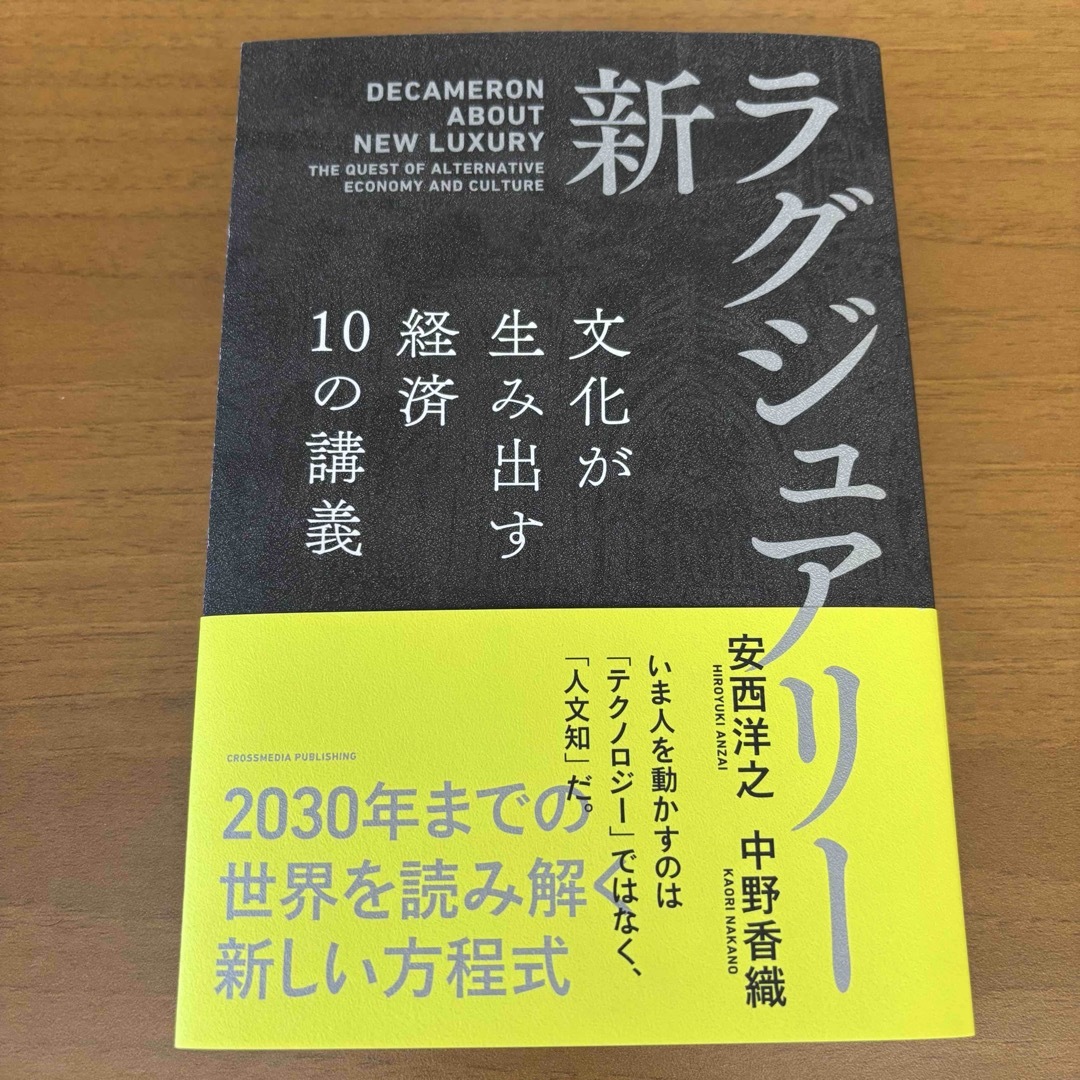 新ラグジュアリー
DECAMERON
ABOUT
NEW LUXURY
THE QUEST OF ALTERNATIVE
ECONOMY AND CULTURE
文化が
生み出す
経済
10の講義
安西洋之
HIROYUKI ANZAI
中野香織
KAORI NAKANO
いま人を動かすのは
「テクノロジー」ではなく、
「人文知」だ。
CROSSMEDIA PUBLISHING
2030年までの
世界を読み解く
新しい方程式